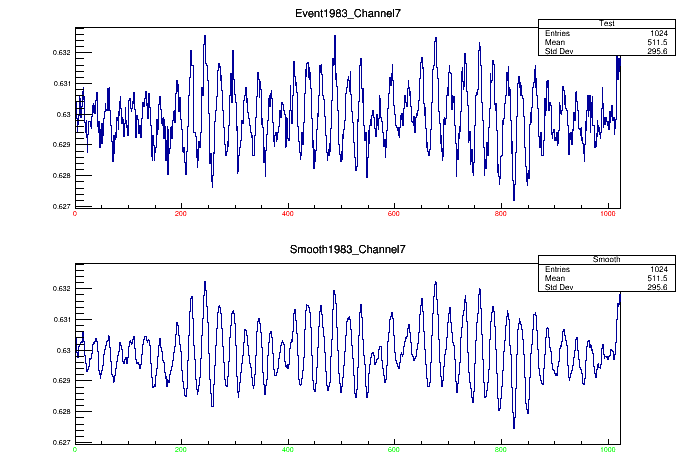 Event1983_Channel7
Test
Entries 1024
Mean 511.5
Std Dev 295.6
0.632
0.631
0.63
0.629
0.628
0.627
0 200 400 600 800 1000
Smooth1983_Channel7
Smooth
Entries 1024
Mean 511.5
Std Dev 295.6
0.632
0.631
0.63
0.629
0.628
0.627
0 200 400 600 800 1000